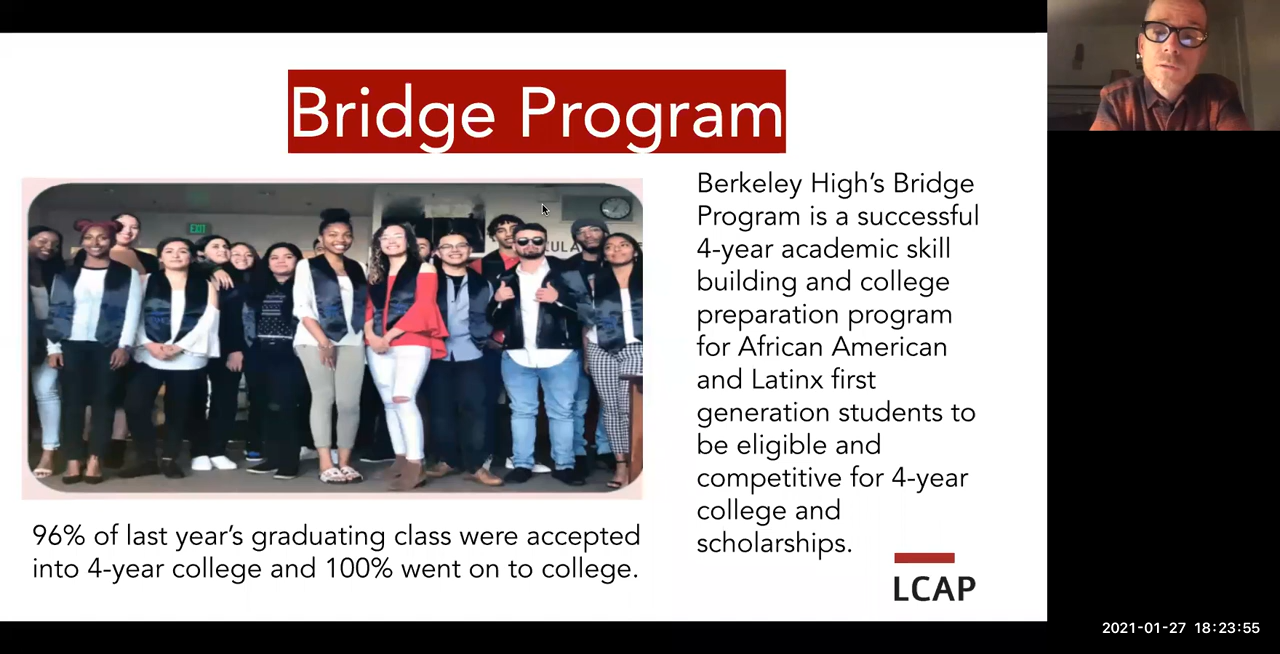 Bridge Program
EXIT
Berkeley High's Bridge
Program is a successful
4-year academic skill
building and college
preparation program
for African American
and Latinx first
generation students to
be eligible and
competitive for 4-year
college and
scholarships.
96% of last year's graduating class were accepted
into 4-year college and 100% went on to college.
LCAP
2021-01-27 18:23:55